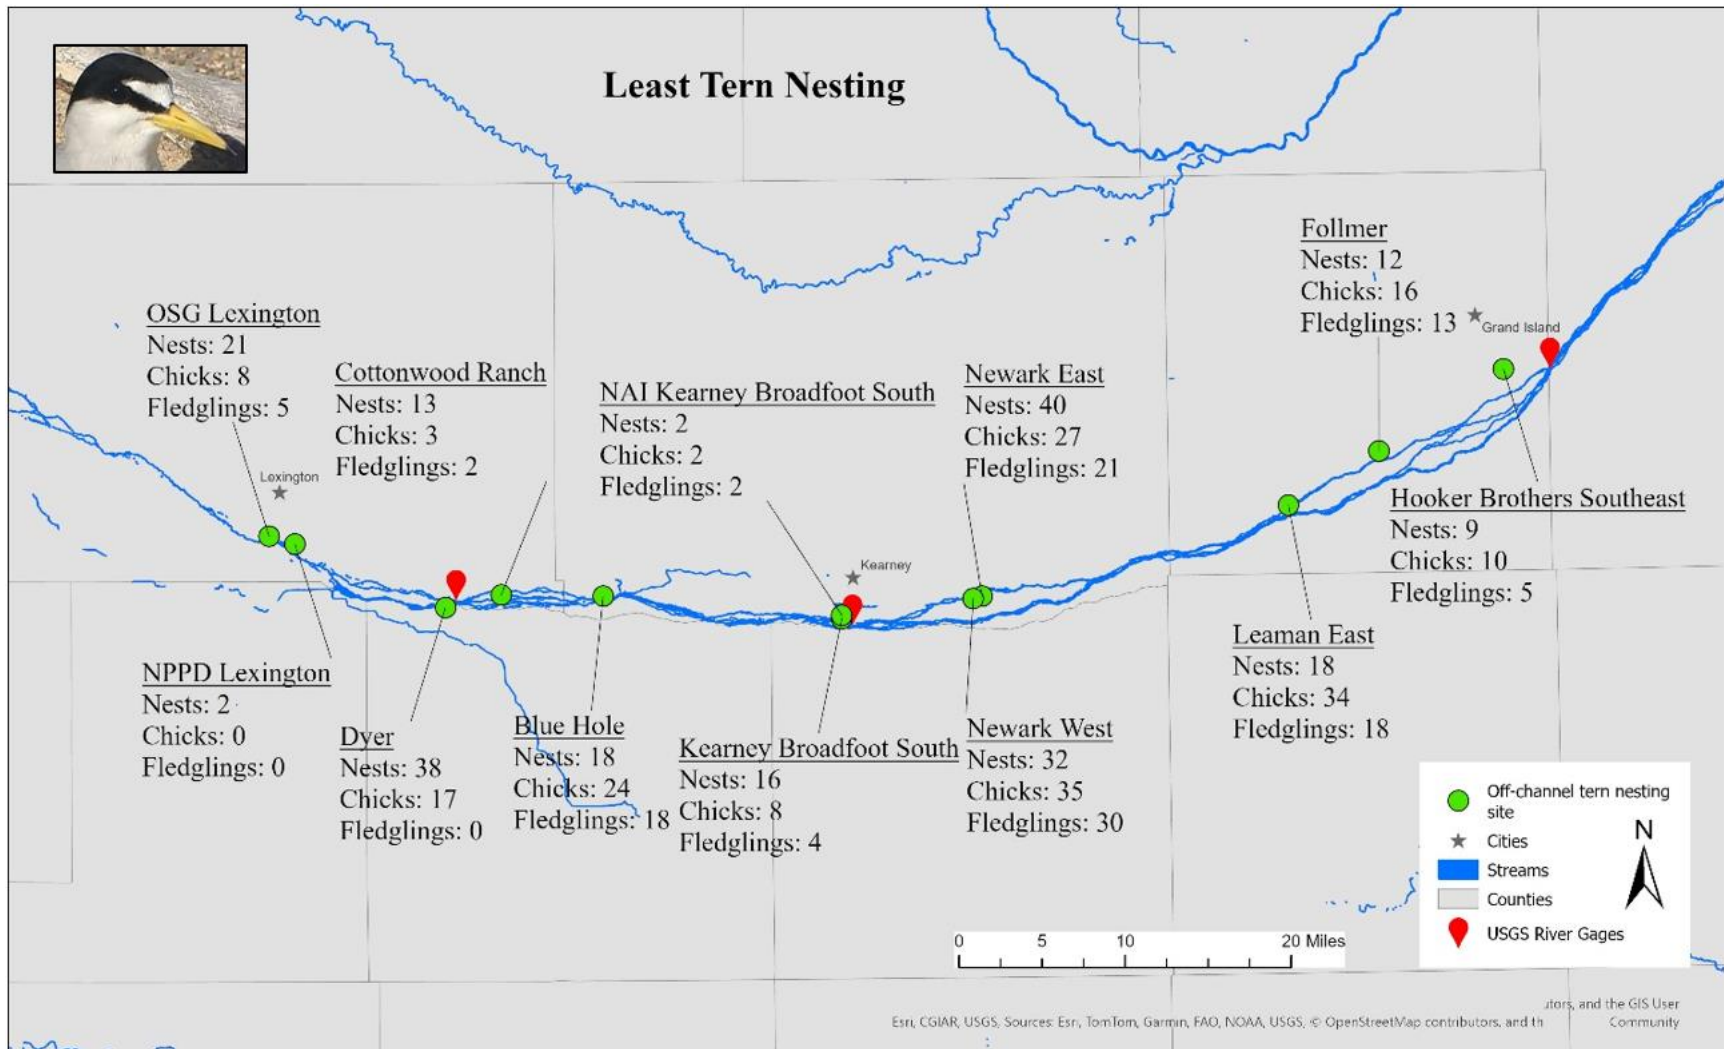 Least Tern Nesting
Follmer
Nests: 12
Chicks: 16
Fledglings: 13
Grand Island
OSG Lexington
Nests: 21
Chicks: 8
Fledglings: 5
Lexington
Cottonwood Ranch
Nests: 13
Chicks: 3
Fledglings: 2
NAI Kearney Broadfoot South
Nests: 2
Chicks: 2
Fledglings: 2
Kearney
Newark East
Nests: 40
Chicks: 27
Fledglings: 21
Hooker Brothers Southeast
Nests: 9
Chicks: 10
Fledglings: 5
NPPD Lexington
Nests: 2
Chicks: 0
Fledglings: 0
Dyer
Nests: 38
Chicks: 17
Fledglings: 0
Blue Hole
Nests: 18
Chicks: 24
Fledglings: 18
Kearney Broadfoot South
Nests: 16
Chicks: 8
Fledglings: 4
Newark West
Nests: 32
Chicks: 35
Fledglings: 30
Leaman East
Nests: 18
Chicks: 34
Fledglings: 18
Off-channel tern nesting
site
Cities
Streams
Counties
USGS River Gages
N
0 5 10 20 Miles
utors, and the GIS User
Community
Esri, CGIAR, USGS, Sources: Esri, TomTom, Garmin, FAO, NOAA, USGS, © OpenStreetMap contributors, and th